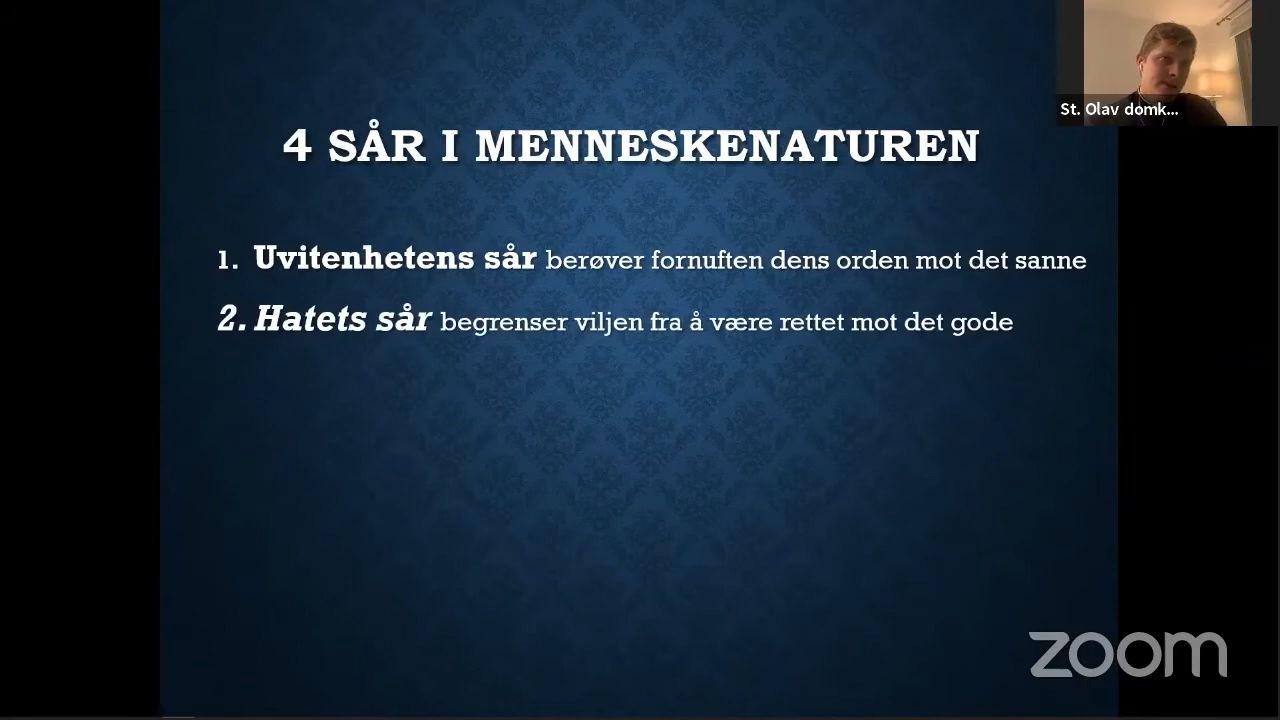 St. Olav domk...
4 SÅR I MENNESKENATUREN
1. Uvitenhetens sår berøver fornuften dens orden mot det sanne
2. Hatets sår begrenser viljen fra å være rettet mot det gode
zoom